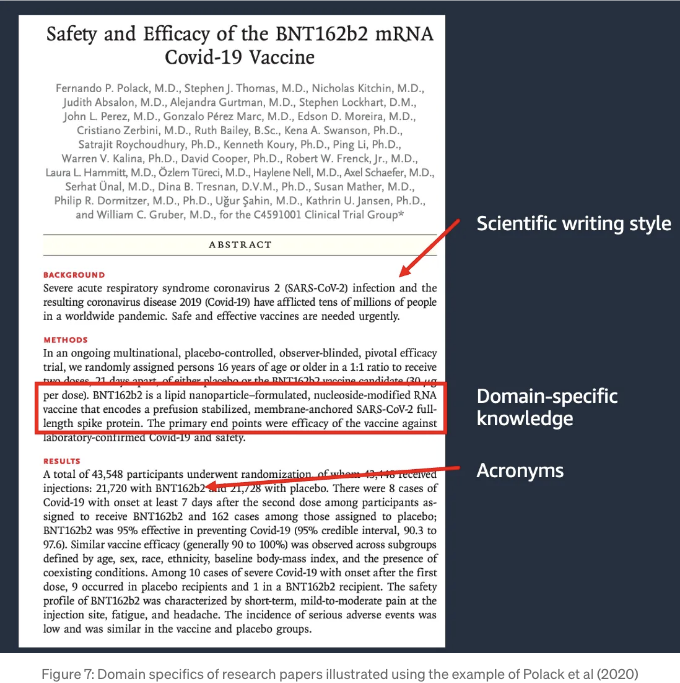 Safety and Efficacy of the BNT162b2 mRNA
Covid-19 Vaccine
Fernando P. Polack, M.D., Stephen J. Thomas, M.D., Nicholas Kitchin, M.D.,
Judith Absalon, M.D., Alejandra Gurtman, M.D., Stephen Lockhart, D.M.,
John L. Perez, M.D., Gonzalo Pérez Marc, M.D., Edson D. Moreira, M.D.,
Cristiano Zerbini, M.D., Ruth Bailey, B.Sc., Kena A. Swanson, Ph.D.,
Satrajit Roychoudhury, Ph.D., Kenneth Koury, Ph.D., Ping Li, Ph.D.,
Warren V. Kalina, Ph.D., David Cooper, Ph.D., Robert W. Frenck, Jr., M.D.,
Laura L. Hammitt, M.D., Özlem Türeci, M.D., Haylene Nell, M.D., Axel Schaefer, M.D.,
Serhat Ünal, M.D., Dina B. Tresnan, D.V.M., Ph.D., Susan Mather, M.D.,
Philip R. Dormitzer, M.D., Ph.D., Uğur Şahin, M.D., Kathrin U. Jansen, Ph.D.,
and William C. Gruber, M.D., for the C4591001 Clinical Trial Group*
ABSTRACT
BACKGROUND
Severe acute respiratory syndrome coronavirus 2 (SARS-CoV-2) infection and the
resulting coronavirus disease 2019 (Covid-19) have afflicted tens of millions of people
in a worldwide pandemic. Safe and effective vaccines are needed urgently.
METHODS
In an ongoing multinational, placebo-controlled, observer-blinded, pivotal efficacy
trial, we randomly assigned persons 16 years of age or older in a 1:1 ratio to receive
two doses, 21 days apart, of either placebo or the BNT162b2 vaccine candidate (30 μg
per dose). BNT162b2 is a lipid nanoparticle–formulated, nucleoside-modified RNA
vaccine that encodes a prefusion stabilized, membrane-anchored SARS-CoV-2 full-
length spike protein. The primary end points were efficacy of the vaccine against
laboratory-confirmed Covid-19 and safety.
RESULTS
A total of 43,548 participants underwent randomization, of whom 43,448 received
injections: 21,720 with BNT162b2 and 21,728 with placebo. There were 8 cases of
Covid-19 with onset at least 7 days after the second dose among participants as-
signed to receive BNT162b2 and 162 cases among those assigned to placebo;
BNT162b2 was 95% effective in preventing Covid-19 (95% credible interval, 90.3 to
97.6). Similar vaccine efficacy (generally 90 to 100%) was observed across subgroups
defined by age, sex, race, ethnicity, baseline body-mass index, and the presence of
coexisting conditions. Among 10 cases of severe Covid-19 with onset after the first
dose, 9 occurred in placebo recipients and 1 in a BNT162b2 recipient. The safety
profile of BNT162b2 was characterized by short-term, mild-to-moderate pain at the
injection site, fatigue, and headache. The incidence of serious adverse events was
low and was similar in the vaccine and placebo groups.
Scientific writing style
Domain-specific
knowledge
Acronyms
Figure 7: Domain specifics of research papers illustrated using the example of Polack et al (2020)